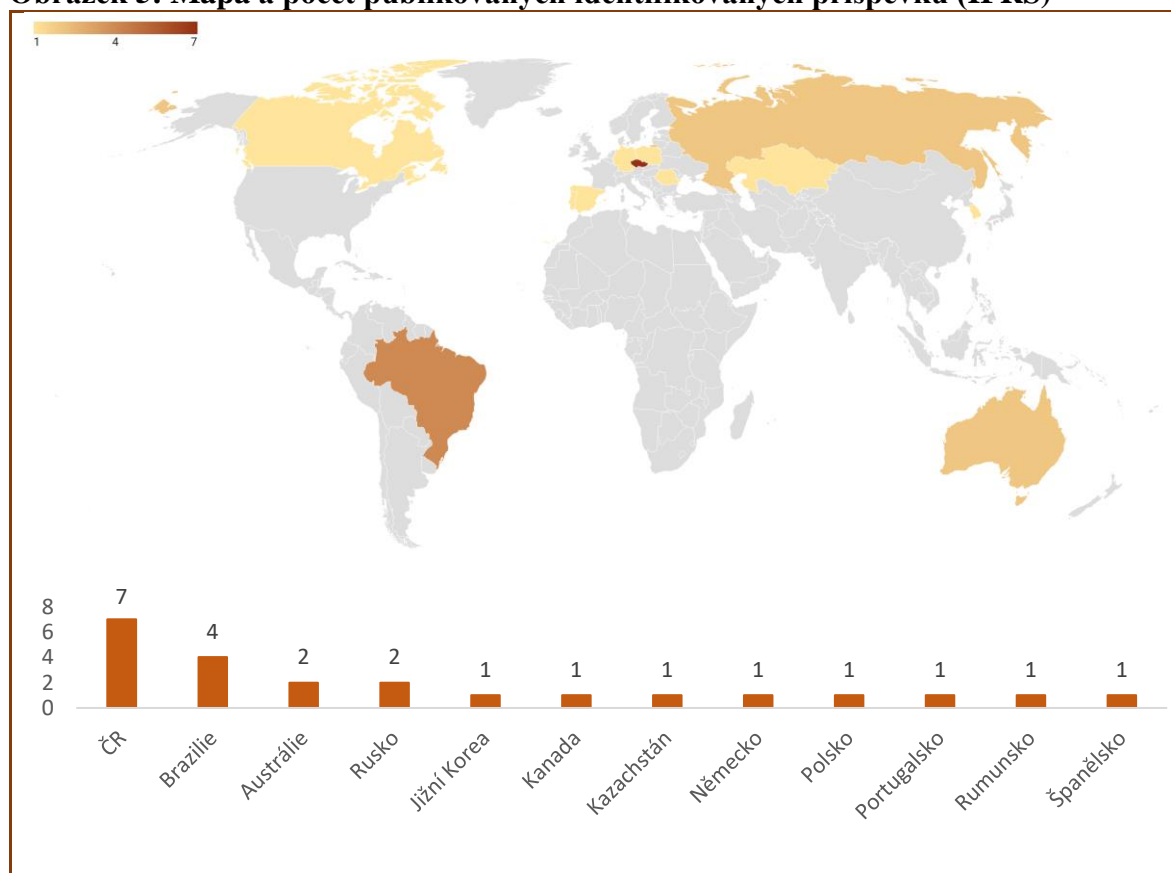 1 4 7
7
4
2 2
1 1 1 1 1 1 1 1
8
6
4
2
0
ČR
Brazilie
Austrálie
Rusko
Jižní Korea
Kanada
Kazachstán
Německo
Polsko
Portugalsko
Rumunsko
Španělsko